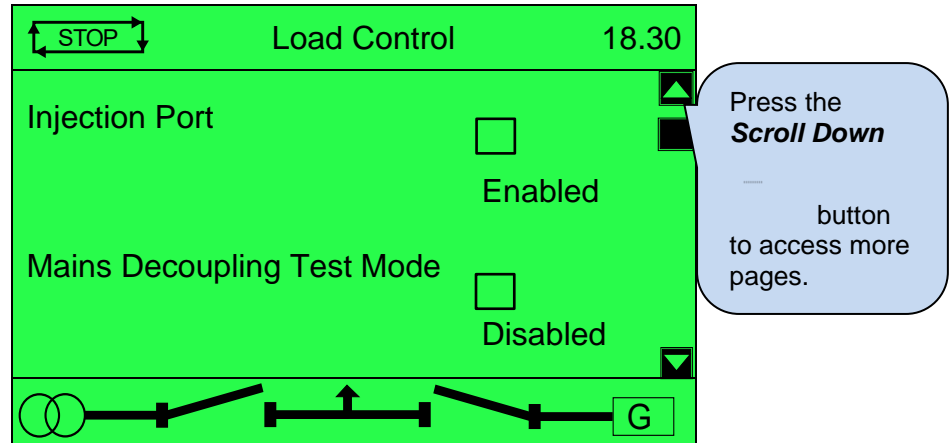 STOP Load Control 18.30
Injection Port
Enabled
Mains Decoupling Test Mode
Disabled
G
Press the
Scroll Down
button
to access more
pages.